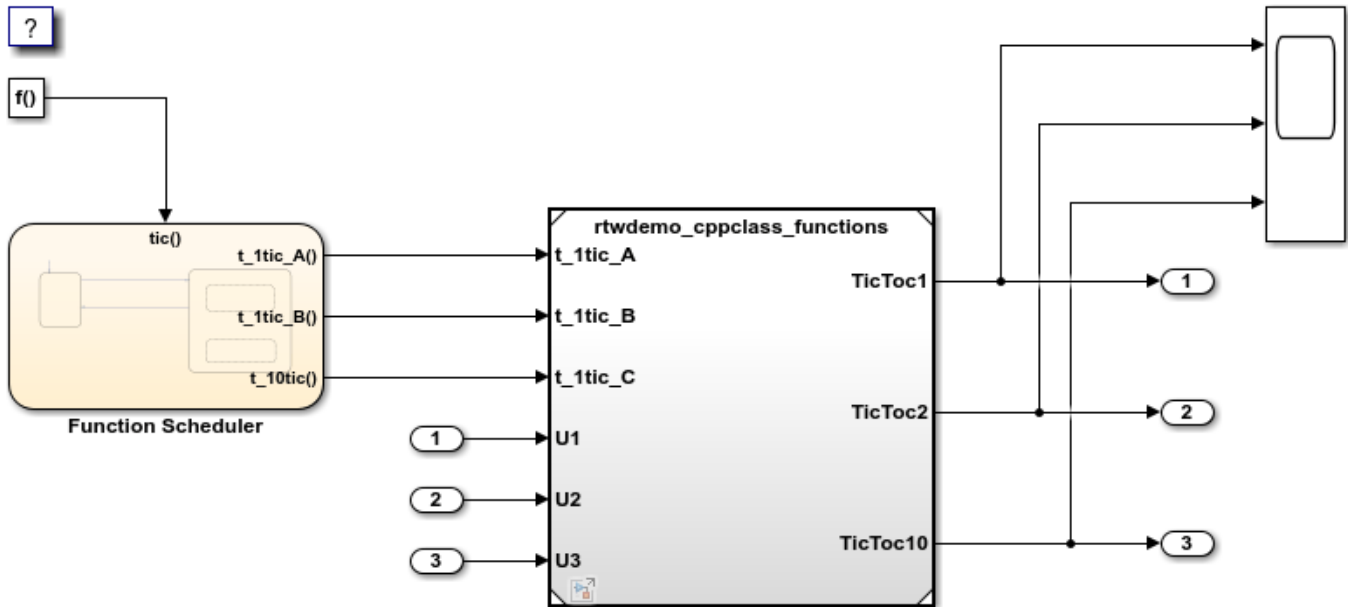 ?
f()
tic()
t_1tic_A()
t_1tic_B()
t_10tic()
Function Scheduler
rtwdemo_cppclass_functions
t_1tic_A
t_1tic_B
t_1tic_C
U1
U2
U3
TicToc1
TicToc2
TicToc10
1
2
3
1
2
3